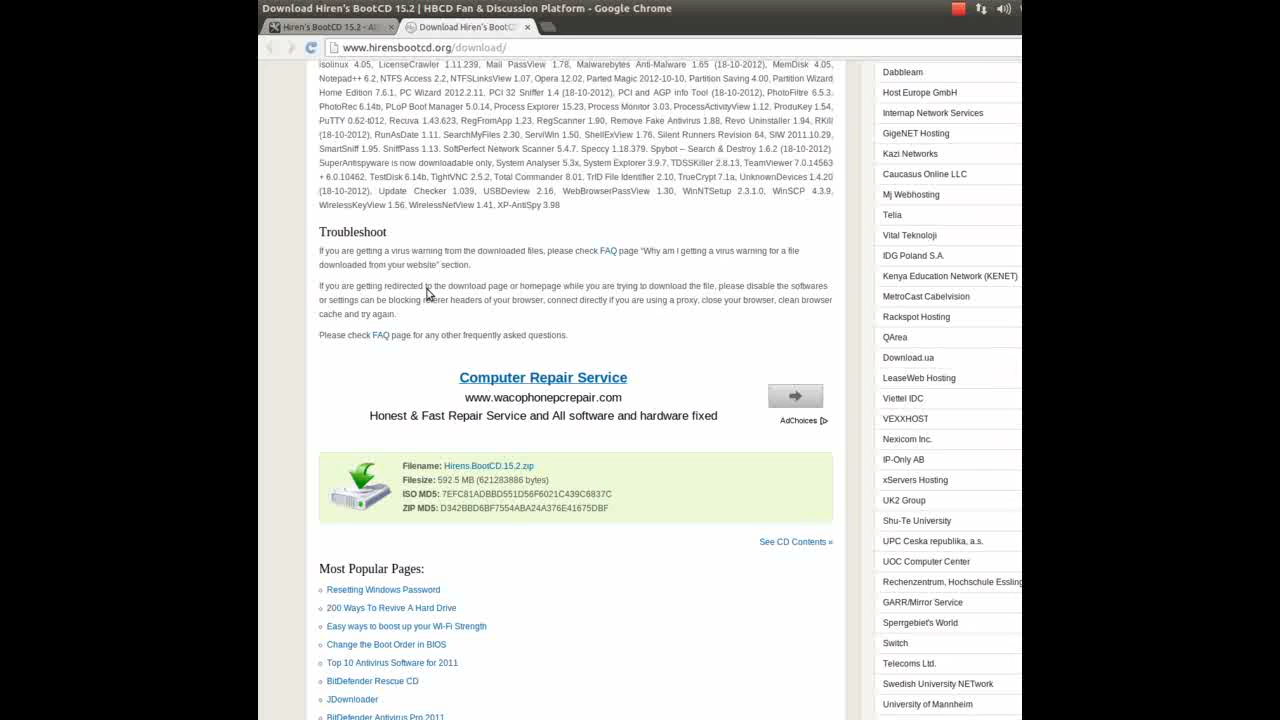 Download Hiren's BootCD 15.2 | HBCD Fan & Discussion Platform - Google Chrome
Hiren's BootCD 15.2 - A
Download Hiren's BootC
www.hirensbootcd.org/download/
isolinux 4.05, LicenseCrawler 1.11.239, Mail PassView 1.78, Malwarebytes Anti-Malware 1.65 (18-10-2012), MemDisk 4.05,
Notepad++ 6.2, NTFS Access 2.2, NTFSLinksView 1.07, Opera 12.02, Parted Magic 2012-10-10, Partition Saving 4.00, Partition Wizard
Home Edition 7.6.1, PC Wizard 2012.2.11, PCI 32 Sniffer 1.4 (18-10-2012), PCI and AGP info Tool (18-10-2012), PhotoFiltre 6.5.3,
PhotoRec 6.14b, PLoP Boot Manager 5.0.14, Process Explorer 15.23, Process Monitor 3.03, ProcessActivityView 1.12, ProduKey 1.54,
PuTTY 0.62-t012, Recuva 1.43.623, RegFromApp 1.23, RegScanner 1.90, Remove Fake Antivirus 1.88, Revo Uninstaller 1.94, RKill
(18-10-2012), RunAsDate 1.11, SearchMyFiles 2.30, ServiWin 1.50, ShellExView 1.76, Silent Runners Revision 64, SIW 2011.10.29,
SmartSniff 1.95, SniffPass 1.13, SoftPerfect Network Scanner 5.4.7, Speccy 1.18.379, Spybot – Search & Destroy 1.6.2 (18-10-2012)
SuperAntispyware is now downloadable only, System Analyser 5.3x, System Explorer 3.9.7, TDSSKiller 2.8.13, TeamViewer 7.0.14563
+ 6.0.10462, TestDisk 6.14b, TightVNC 2.5.2, Total Commander 8.01, TrID File Identifier 2.10, TrueCrypt 7.1a, UnknownDevices 1.4.20
(18-10-2012), Update Checker 1.039, USBDeview 2.16, WebBrowserPassView 1.30, WinNTSetup 2.3.1.0, WinSCP 4.3.9,
WirelessKeyView 1.56, WirelessNetView 1.41, XP-AntiSpy 3.98
Troubleshoot
If you are getting a virus warning from the downloaded files, please check FAQ page “Why am I getting a virus warning for a file
downloaded from your website” section.
If you are getting redirected to the download page or homepage while you are trying to download the file, please disable the softwares
or settings can be blocking headers of your browser, connect directly if you are using a proxy, close your browser, clean browser
cache and try again.
Please check FAQ page for any other frequently asked questions.
Computer Repair Service
www.wacophonepcrepair.com
Honest & Fast Repair Service and All software and hardware fixed
AdChoices
Filename: Hirens.BootCD.15.2.zip
Filesize: 592.5 MB (621283886 bytes)
ISO MD5: 7EFC81ADBBD551D56F6021C439C6837C
ZIP MD5: D342BBD6BF7554ABA24A376E41675DBF
See CD Contents »
Most Popular Pages:
Resetting Windows Password
200 Ways To Revive A Hard Drive
Easy ways to boost up your Wi-Fi Strength
Change the Boot Order in BIOS
Top 10 Antivirus Software for 2011
BitDefender Rescue CD
JDownloader
BitDefender Antivirus Pro 2011
Dabbleam
Host Europe GmbH
Internap Network Services
GigeNET Hosting
Kazi Networks
Caucasus Online LLC
Mj Webhosting
Telia
Vital Teknoloji
IDG Poland S.A.
Kenya Education Network (KENET)
MetroCast Cabelvision
Rackspot Hosting
QArea
Download.ua
LeaseWeb Hosting
Viettel IDC
VEXXHOST
Nexicom Inc.
IP-Only AB
xServers Hosting
UK2 Group
Shu-Te University
UPC Ceska republika, a.s.
UOC Computer Center
Rechenzentrum, Hochschule Essling
GARR/Mirror Service
Sperrgebiet's World
Switch
Telecoms Ltd.
Swedish University NETwork
University of Mannheim